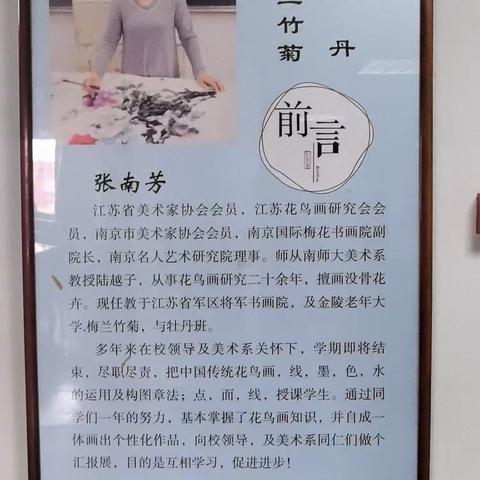 竹
菊
丹
前
言
张南芳
江苏省美术家协会会员，江苏花鸟画研究会会
员，南京市美术家协会会员，南京国际梅花书画院副
院长，南京名人艺术研究院理事。师从南师大美术系
教授陆越子，从事花鸟画研究二十余年，擅画没骨花
卉。现任教于江苏省军区将军书画院，及金陵老年大
学.梅兰竹菊，与牡丹班。
多年来在校领导及美术系关怀下，学期即将结
束，尽职尽责，把中国传统花鸟画，线，墨，色，水
的运用及构图章法；点，面，线，授课学生。通过同
学们一年的努力，基本掌握了花鸟画知识，并自成一
体画出个性化作品，向校领导，及美术系同仁们做个
汇报展，目的是互相学习，促进进步！